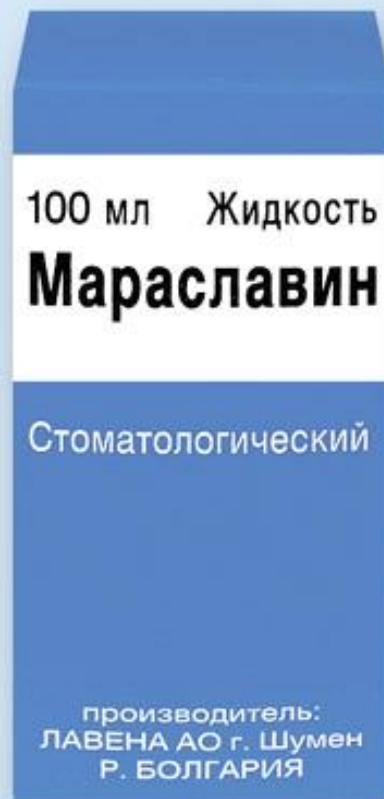 100 мл Жидкость
Мараславин
Стоматологический
производитель:
ЛАВЕНА АО г. Шумен
Р. БОЛГАРИЯ